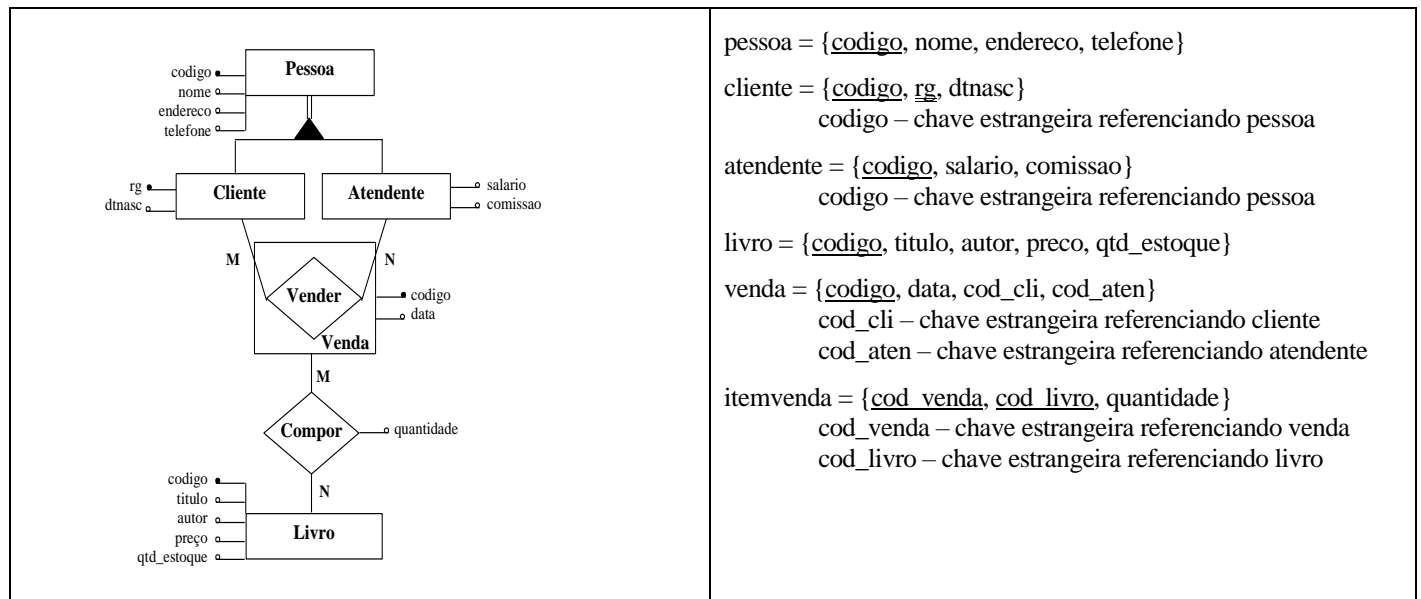 Pessoa
codigo
nome
endereco
telefone
rg
dtnasc
Cliente
Atendente
salario
comissao
M
N
Vender
codigo
data
Venda
M
Compor
quantidade
N
codigo
titulo
autor
preço
qtd_estoque
Livro
pessoa = {codigo, nome, endereco, telefone}
cliente = {codigo, rg, dtnasc}
codigo – chave estrangeira referenciando pessoa
atendente = {codigo, salario, comissao}
codigo – chave estrangeira referenciando pessoa
livro = {codigo, titulo, autor, preco, qtd_estoque}
venda = {codigo, data, cod_cli, cod_aten}
cod_cli – chave estrangeira referenciando cliente
cod_aten – chave estrangeira referenciando atendente
itemvenda = {cod_venda, cod_livro, quantidade}
cod_venda – chave estrangeira referenciando venda
cod_livro – chave estrangeira referenciando livro